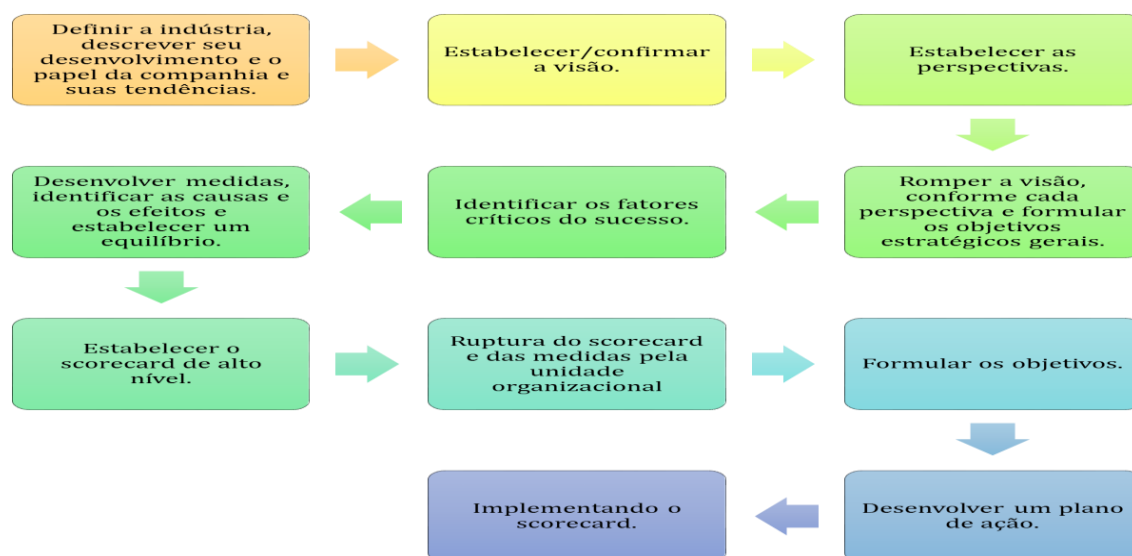 Definir a indústria,
descrever seu
desenvolvimento e o
papel da companhia e
suas tendências.
Estabelecer/confirmar
a visão.
Estabelecer as
perspectivas.
Romper a visão,
conforme cada
perspectiva e formular
os objetivos
estratégicos gerais.
Identificar os fatores
críticos do sucesso.
Desenvolver medidas,
identificar as causas e
os efeitos e
estabelecer um
equilíbrio.
Estabelecer o
scorecard de alto
nível.
Ruptura do scorecard
e das medidas pela
unidade
organizacional
Formular os objetivos.
Desenvolver um plano
de ação.
Implementando o
scorecard.